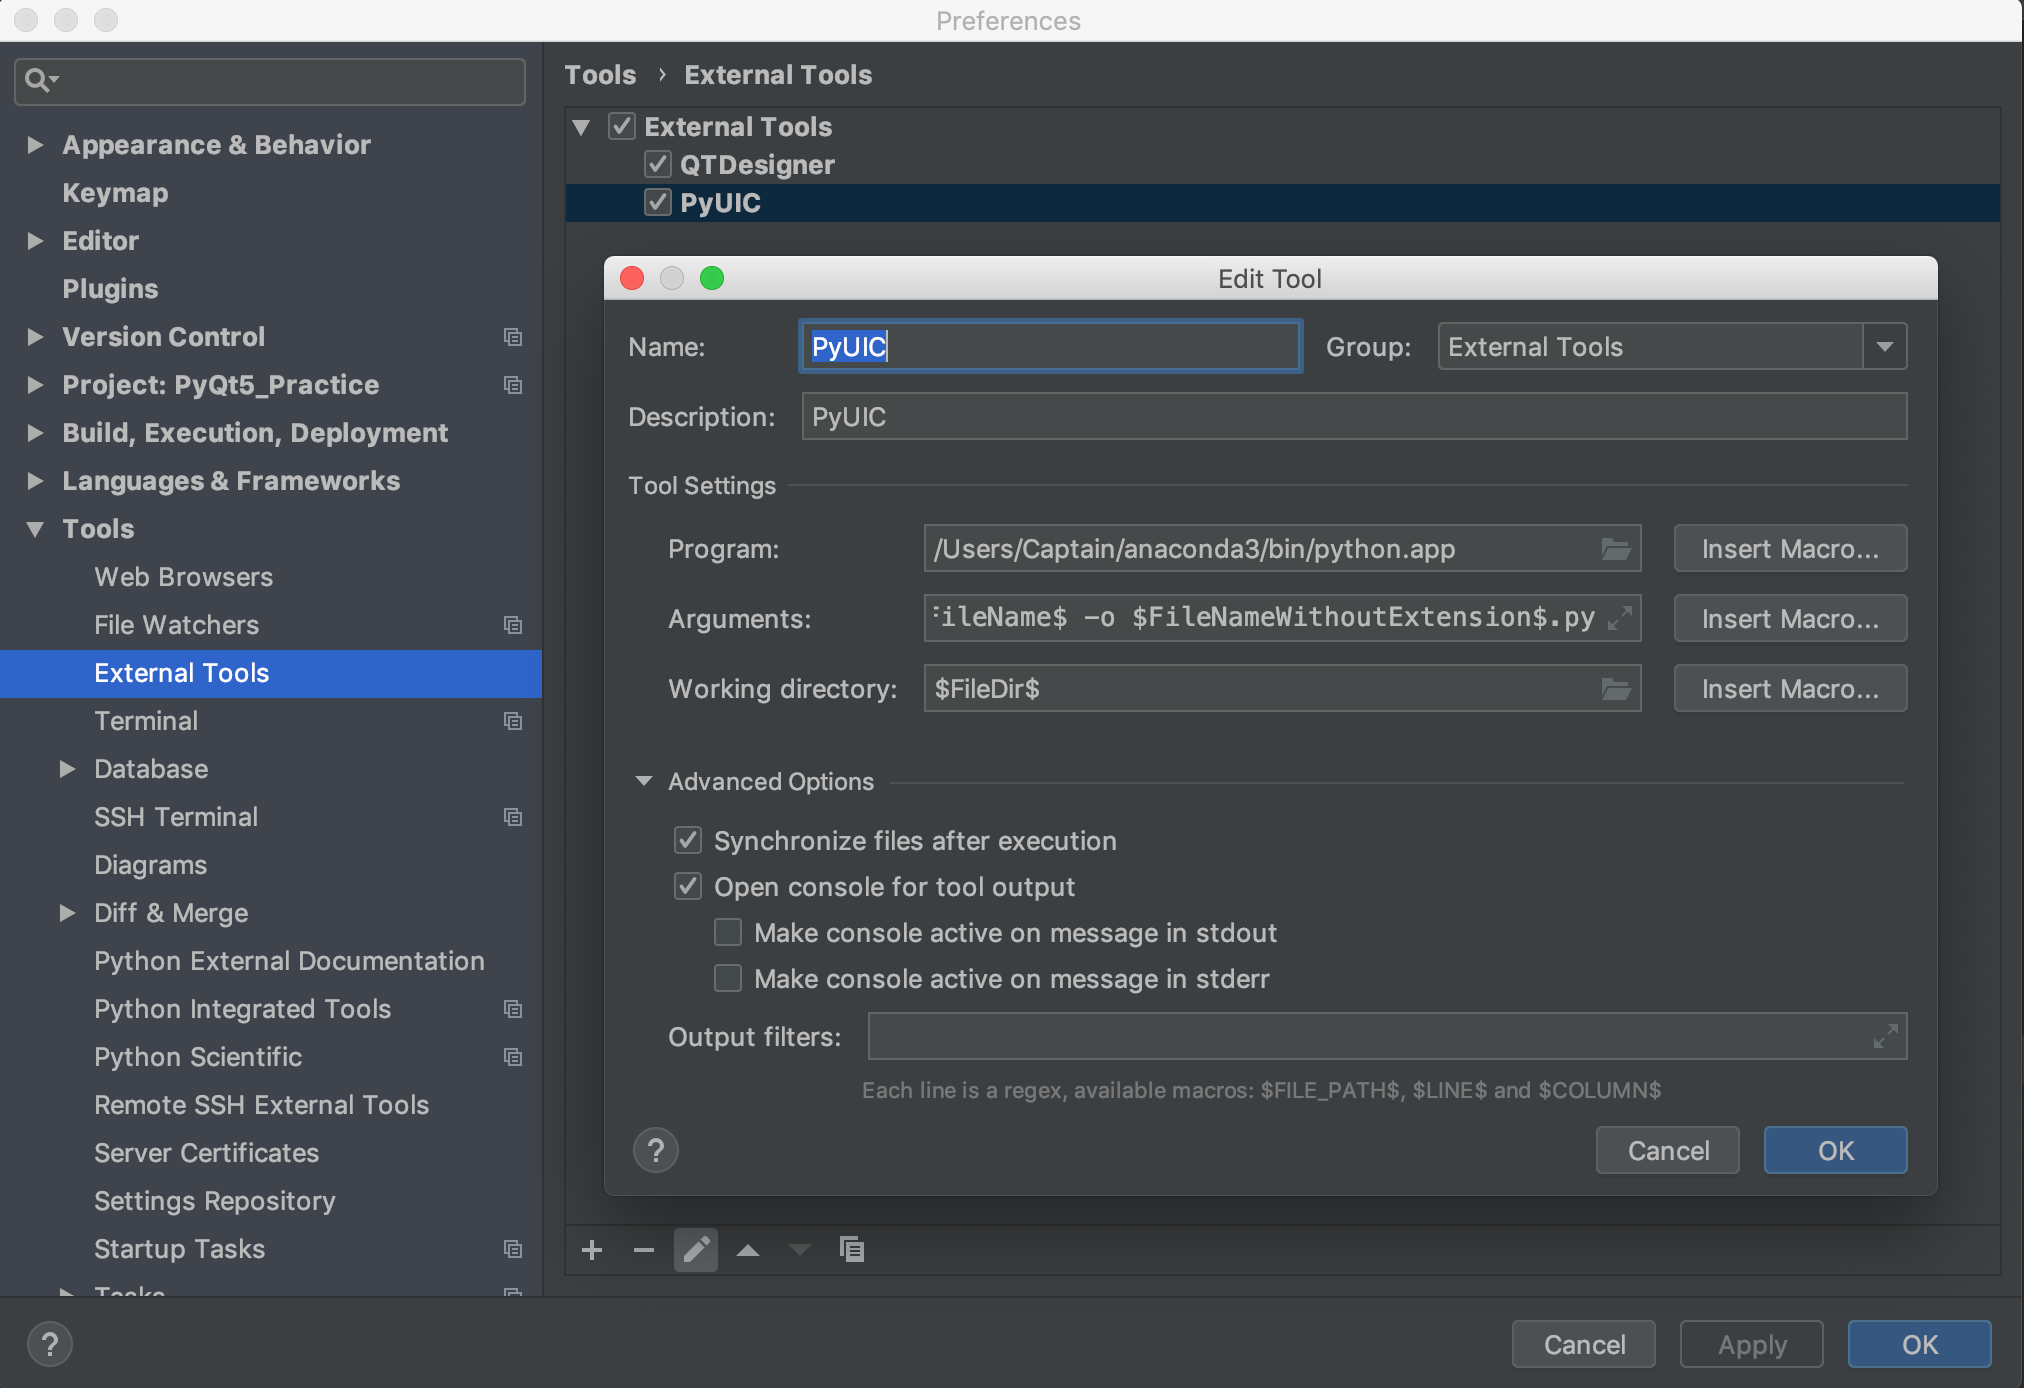 Preferences
Appearance & Behavior
Keymap
Editor
Plugins
Version Control
Project: PyQt5_Practice
Build, Execution, Deployment
Languages & Frameworks
Tools
Web Browsers
File Watchers
External Tools
Terminal
Database
SSH Terminal
Diagrams
Diff & Merge
Python External Documentation
Python Integrated Tools
Python Scientific
Remote SSH External Tools
Server Certificates
Settings Repository
Startup Tasks
Tasks
Tools › External Tools
External Tools
QTDesigner
PyUIC
Edit Tool
Name: PyUIC Group: External Tools
Description: PyUIC
Tool Settings
Program: /Users/Captain/anaconda3/bin/python.app Insert Macro...
Arguments: FileName$ -o $FileNameWithoutExtension$.py Insert Macro...
Working directory: $FileDir$ Insert Macro...
Advanced Options
Synchronize files after execution
Open console for tool output
Make console active on message in stdout
Make console active on message in stderr
Output filters:
Each line is a regex, available macros: $FILE_PATH$, $LINE$ and $COLUMN$
? Cancel OK
? Cancel Apply OK